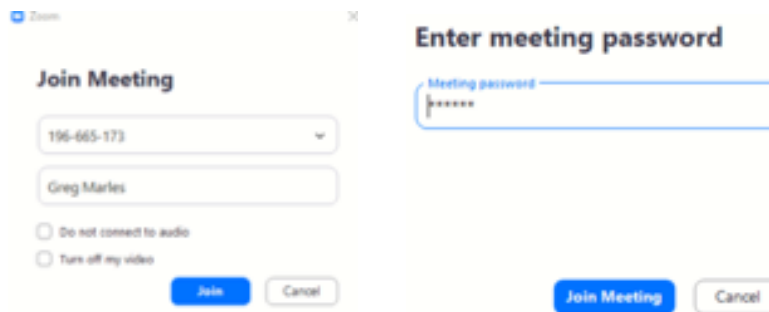 Zoom
Join Meeting
196-665-173
Greg Marles
Do not connect to audio
Turn off my video
Join
Cancel
Enter meeting password
Meeting password
******
Join Meeting
Cancel